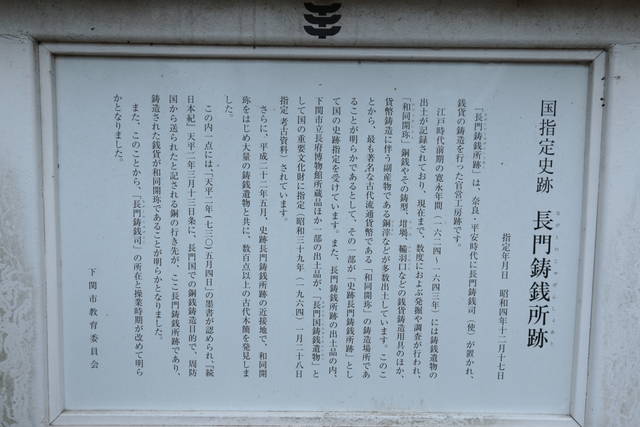 国指定史跡 長門鋳銭所跡
指定年月日 昭和四年十二月十七日
「長門鋳銭所跡」は、奈良・平安時代に長門鋳銭司（使）が置かれ、
銭貨の鋳造を行った官営工房跡です。
江戸時代前期の寛永年間（一六二四-一六四三年）には鋳銭遺物の
出土が記録されており、現在まで、数度におよぶ発掘や調査が行われ、
「和同開珎」銅銭やその鋳型、坩堝、鞴羽口などの銭貨鋳造用具のほか、
貨幣鋳造に伴う副産物である銅滓などが多数出土しています。このこ
とから、最も著名な古代流通貨幣である「和同開珎」の鋳造場所であ
ることが明らかであるとして、その一部が「史跡長門鋳銭所跡」とし
て国の史跡指定を受けています。また、長門鋳銭所跡の出土品の内、
下関市立長府博物館所蔵品ほか一部の出土品が、「長門国鋳銭遺物」と
して国の重要文化財に指定（昭和三十九年（一九六四）一月二十八日
指定 考古資料）されています。
さらに、平成二十二年五月、史跡長門鋳銭所跡の近接地で、和同開
珎をはじめ大量の鋳銭遺物と共に、数百点以上の古代木簡を発見しま
した。
この内一点には、「天平二年（七三〇）五月四日」の墨書が認められ、『続
日本紀』天平二年三月十三日条に、長門国での銅銭鋳造目的で、周防
国から送られたと記される銅の行き先が、ここ長門鋳銭所跡であり、
鋳造された銭貨が和同開珎であることが明らかとなりました。
また、このことから、「長門鋳銭司」の所在と操業時期が改めて明ら
かとなりました。
下関市教育委員会